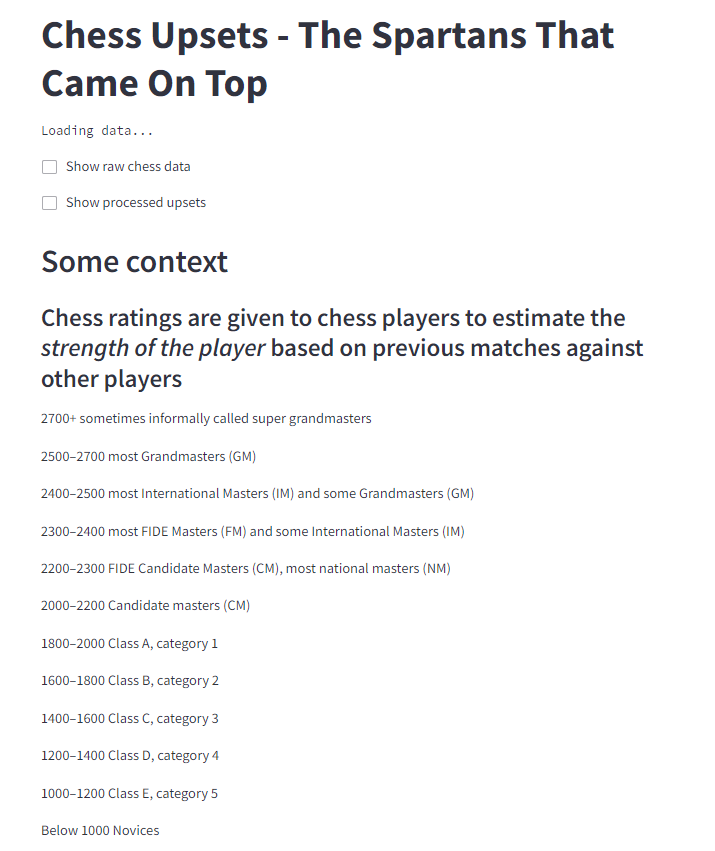 Chess Upsets - The Spartans That
Came On Top
Loading data...
Show raw chess data
Show processed upsets
Some context
Chess ratings are given to chess players to estimate the
strength of the player based on previous matches against
other players
2700+ sometimes informally called super grandmasters
2500–2700 most Grandmasters (GM)
2400–2500 most International Masters (IM) and some Grandmasters (GM)
2300–2400 most FIDE Masters (FM) and some International Masters (IM)
2200–2300 FIDE Candidate Masters (CM), most national masters (NM)
2000–2200 Candidate masters (CM)
1800–2000 Class A, category 1
1600–1800 Class B, category 2
1400–1600 Class C, category 3
1200–1400 Class D, category 4
1000–1200 Class E, category 5
Below 1000 Novices